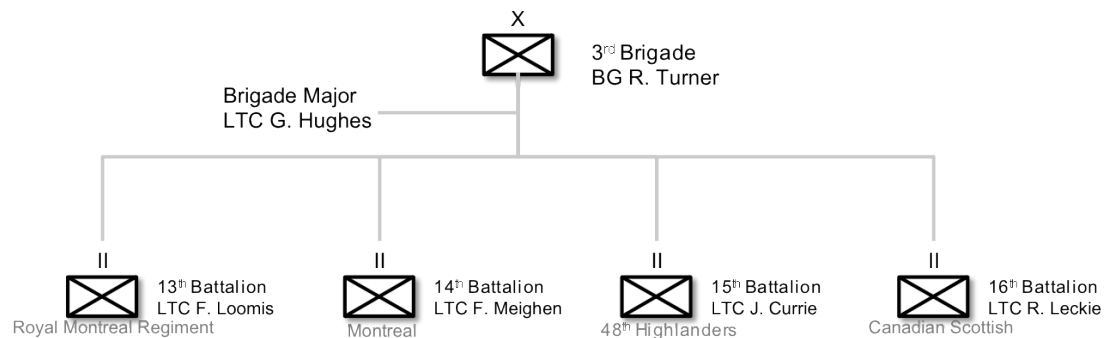 X
3rd Brigade
BG R. Turner
Brigade Major
LTC G. Hughes
II
13th Battalion
LTC F. Loomis
Royal Montreal Regiment
II
14th Battalion
LTC F. Meighen
Montreal
II
15th Battalion
LTC J. Currie
48th Highlanders
II
16th Battalion
LTC R. Leckie
Canadian Scottish